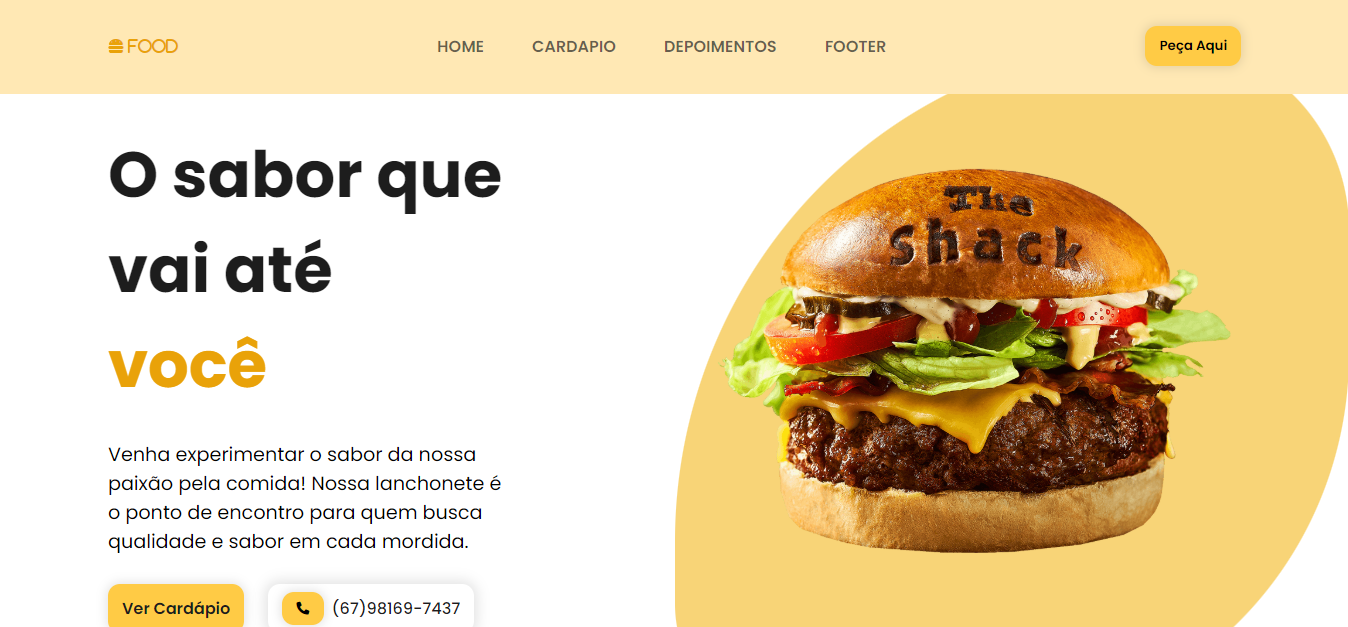 FOOD
HOME
CARDAPIO
DEPOIMENTOS
FOOTER
Peça Aqui
O sabor que
vai até
você
The
shack
Venha experimentar o sabor da nossa
paixão pela comida! Nossa lanchonete é
o ponto de encontro para quem busca
qualidade e sabor em cada mordida.
Ver Cardápio
(67)98169-7437